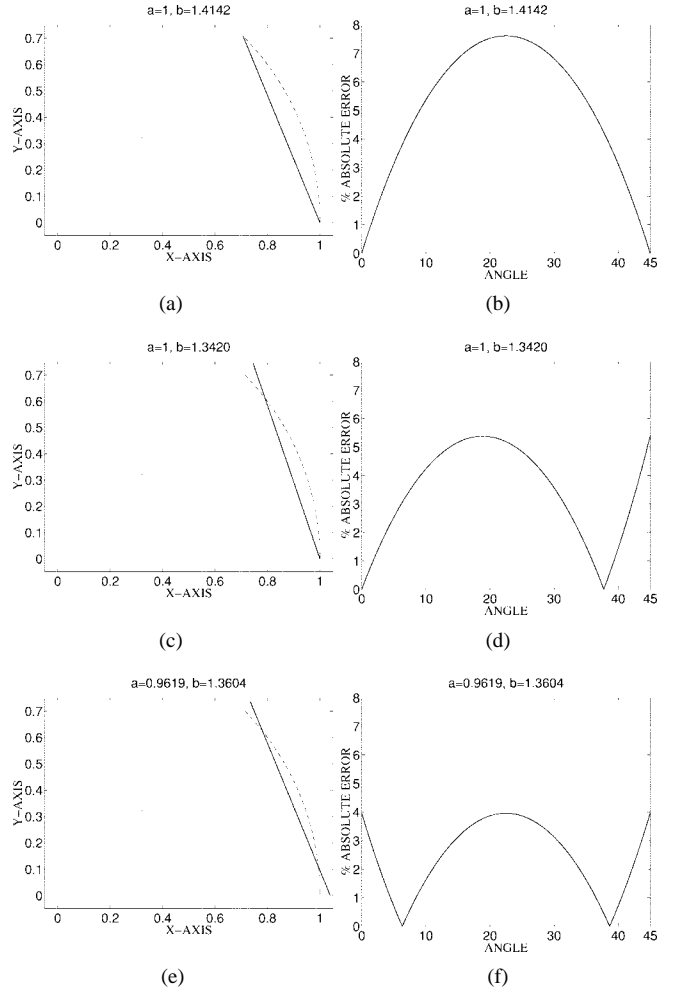 a=1, b=1.4142
a=1, b=1.4142
0.7
0.6
0.5
0.4
0.3
0.2
0.1
0
Y-AXIS
0 0.2 0.4 0.6 0.8 1
X-AXIS
8
7
6
5
4
3
2
1
0
% ABSOLUTE ERROR
0 10 20 30 40 45
ANGLE
(a)
(b)
a=1, b=1.3420
a=1, b=1.3420
0.7
0.6
0.5
0.4
0.3
0.2
0.1
0
Y-AXIS
0 0.2 0.4 0.6 0.8 1
X-AXIS
8
7
6
5
4
3
2
1
0
% ABSOLUTE ERROR
0 10 20 30 40 45
ANGLE
(c)
(d)
a=0.9619, b=1.3604
a=0.9619, b=1.3604
0.7
0.6
0.5
0.4
0.3
0.2
0.1
0
Y-AXIS
0 0.2 0.4 0.6 0.8 1
X-AXIS
8
7
6
5
4
3
2
1
0
% ABSOLUTE ERROR
0 10 20 30 40 45
ANGLE
(e)
(f)